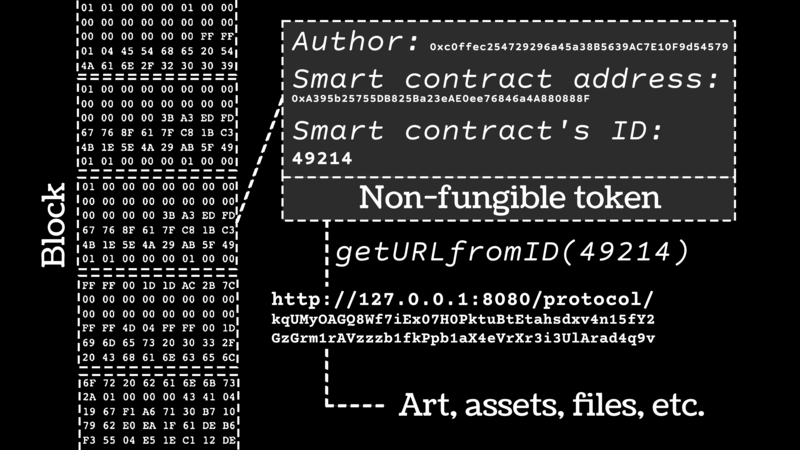 01 01 00 00 00 01 00 00
00 00 00 00 00 00 00 00
00 00 00 00 00 00 FF FF
01 04 45 54 68 65 20 54
4A 61 6E 2F 32 30 30 39
01 00 00 00 00 00 00 00
00 00 00 00 00 00 00 00
00 00 00 00 3B A3 ED FD
67 76 8F 61 7F C8 1B C3
4B 1E 5E 4A 29 AB 5F 49
01 01 00 00 00 01 00 00
01 00 00 00 00 00 00 00
00 00 00 00 00 00 00 00
00 00 00 00 3B A3 ED FD
67 76 8F 61 7F C8 1B C3
4B 1E 5E 4A 29 AB 5F 49
01 01 00 00 00 01 00 00
FF FF 00 1D 1D AC 2B 7C
00 00 00 00 00 00 00 00
00 00 00 00 00 00 00 00
FF FF 4D 04 FF FF 00 1D
69 6D 65 73 20 30 33 2F
20 43 68 61 6E 63 65 6C
6F 72 20 62 61 6E 6B 73
2A 01 00 00 00 43 41 04
19 67 F1 A6 71 30 B7 10
79 62 E0 EA 1F 61 DE B6
F3 55 04 E5 1E C1 12 DE
Block
Author: 0xc0ffec254729296a45a38B5639AC7E10F9d54579
Smart contract address:
0xA395b25755DB825Ba23eAE0ee76846a4A880888F
Smart contract's ID:
49214
Non-fungible token
getURLfromID(49214)
http://127.0.0.1:8080/protocol/
kqUMyOAGQ8Wf7iEx07H0PktuBtEtahsdxv4n15fY2
GzGrm1rAVzzzb1fkPpb1aX4eVrXr3i3UlArad4q9v
Art, assets, files, etc.